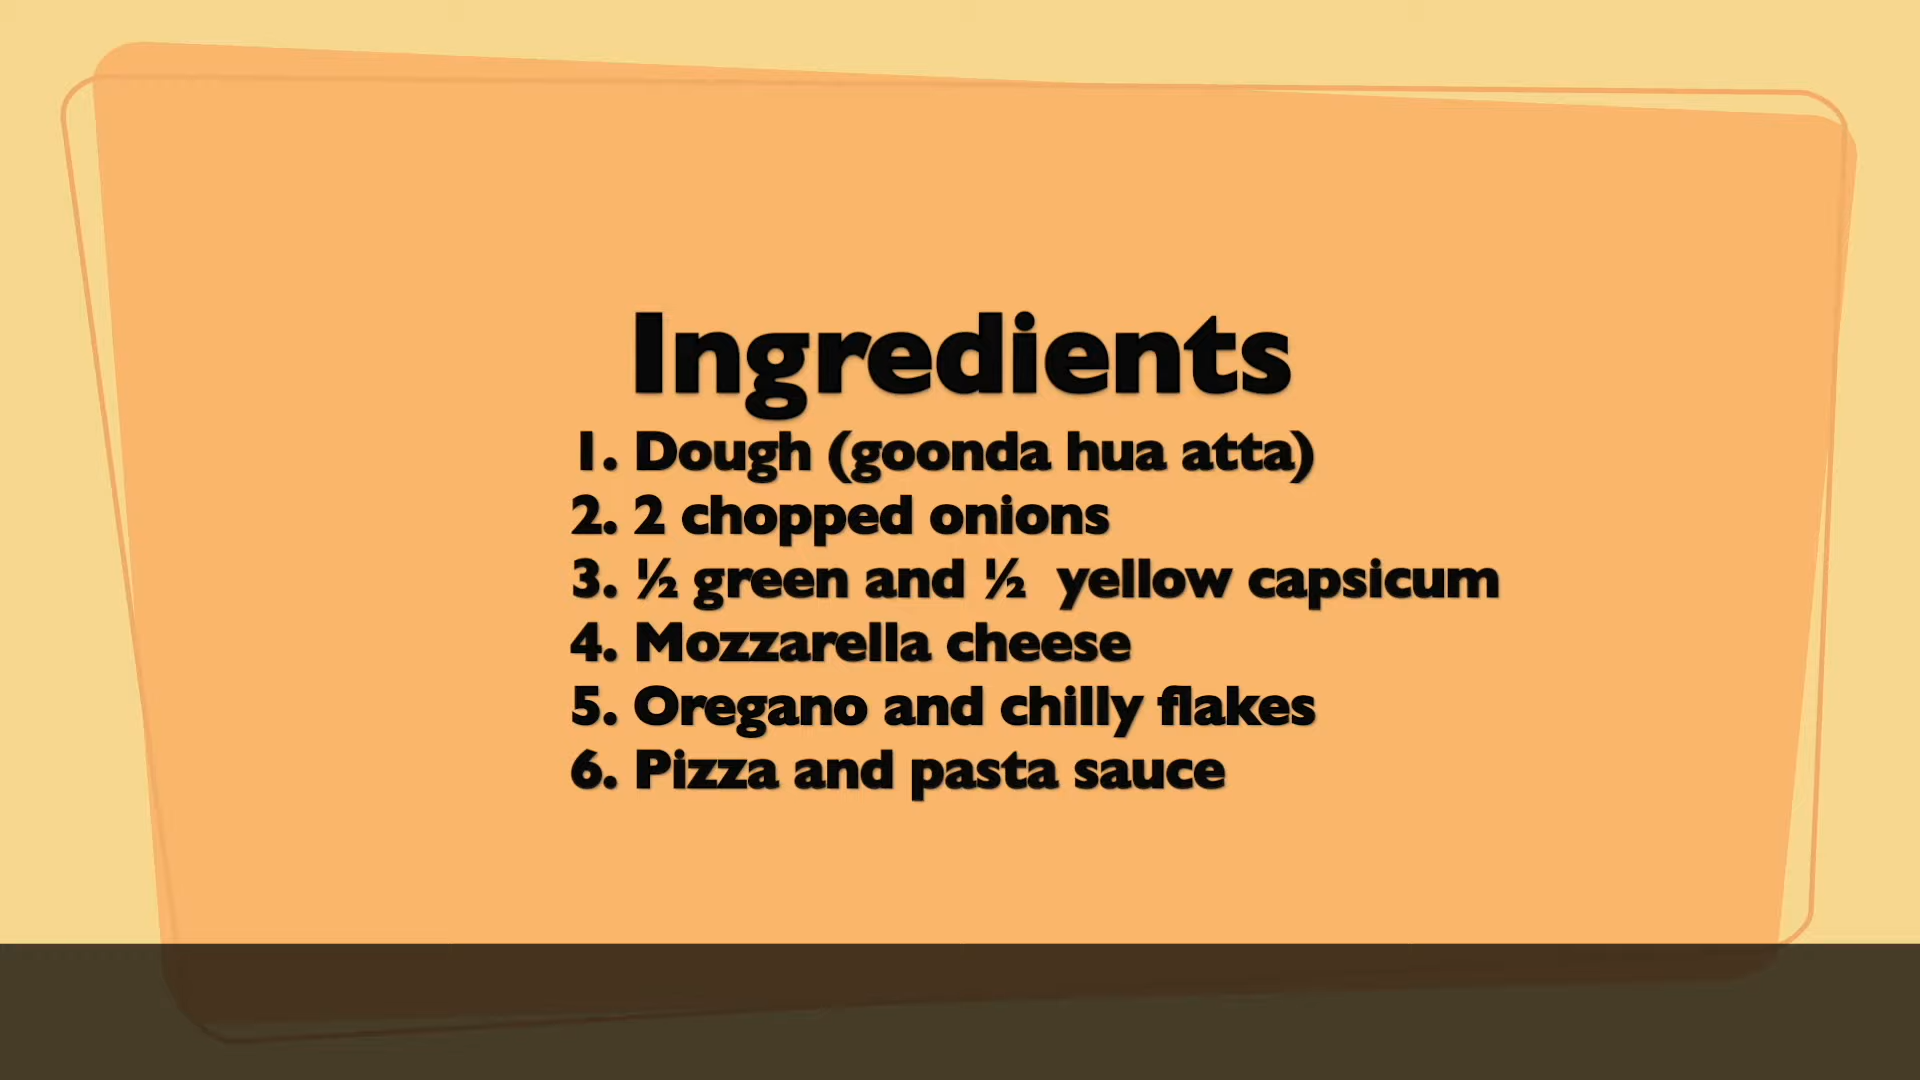 Ingredients
1. Dough (goonda hua atta)
2. 2 chopped onions
3. ½ green and ½  yellow capsicum
4. Mozzarella cheese
5. Oregano and chilly flakes
6. Pizza and pasta sauce